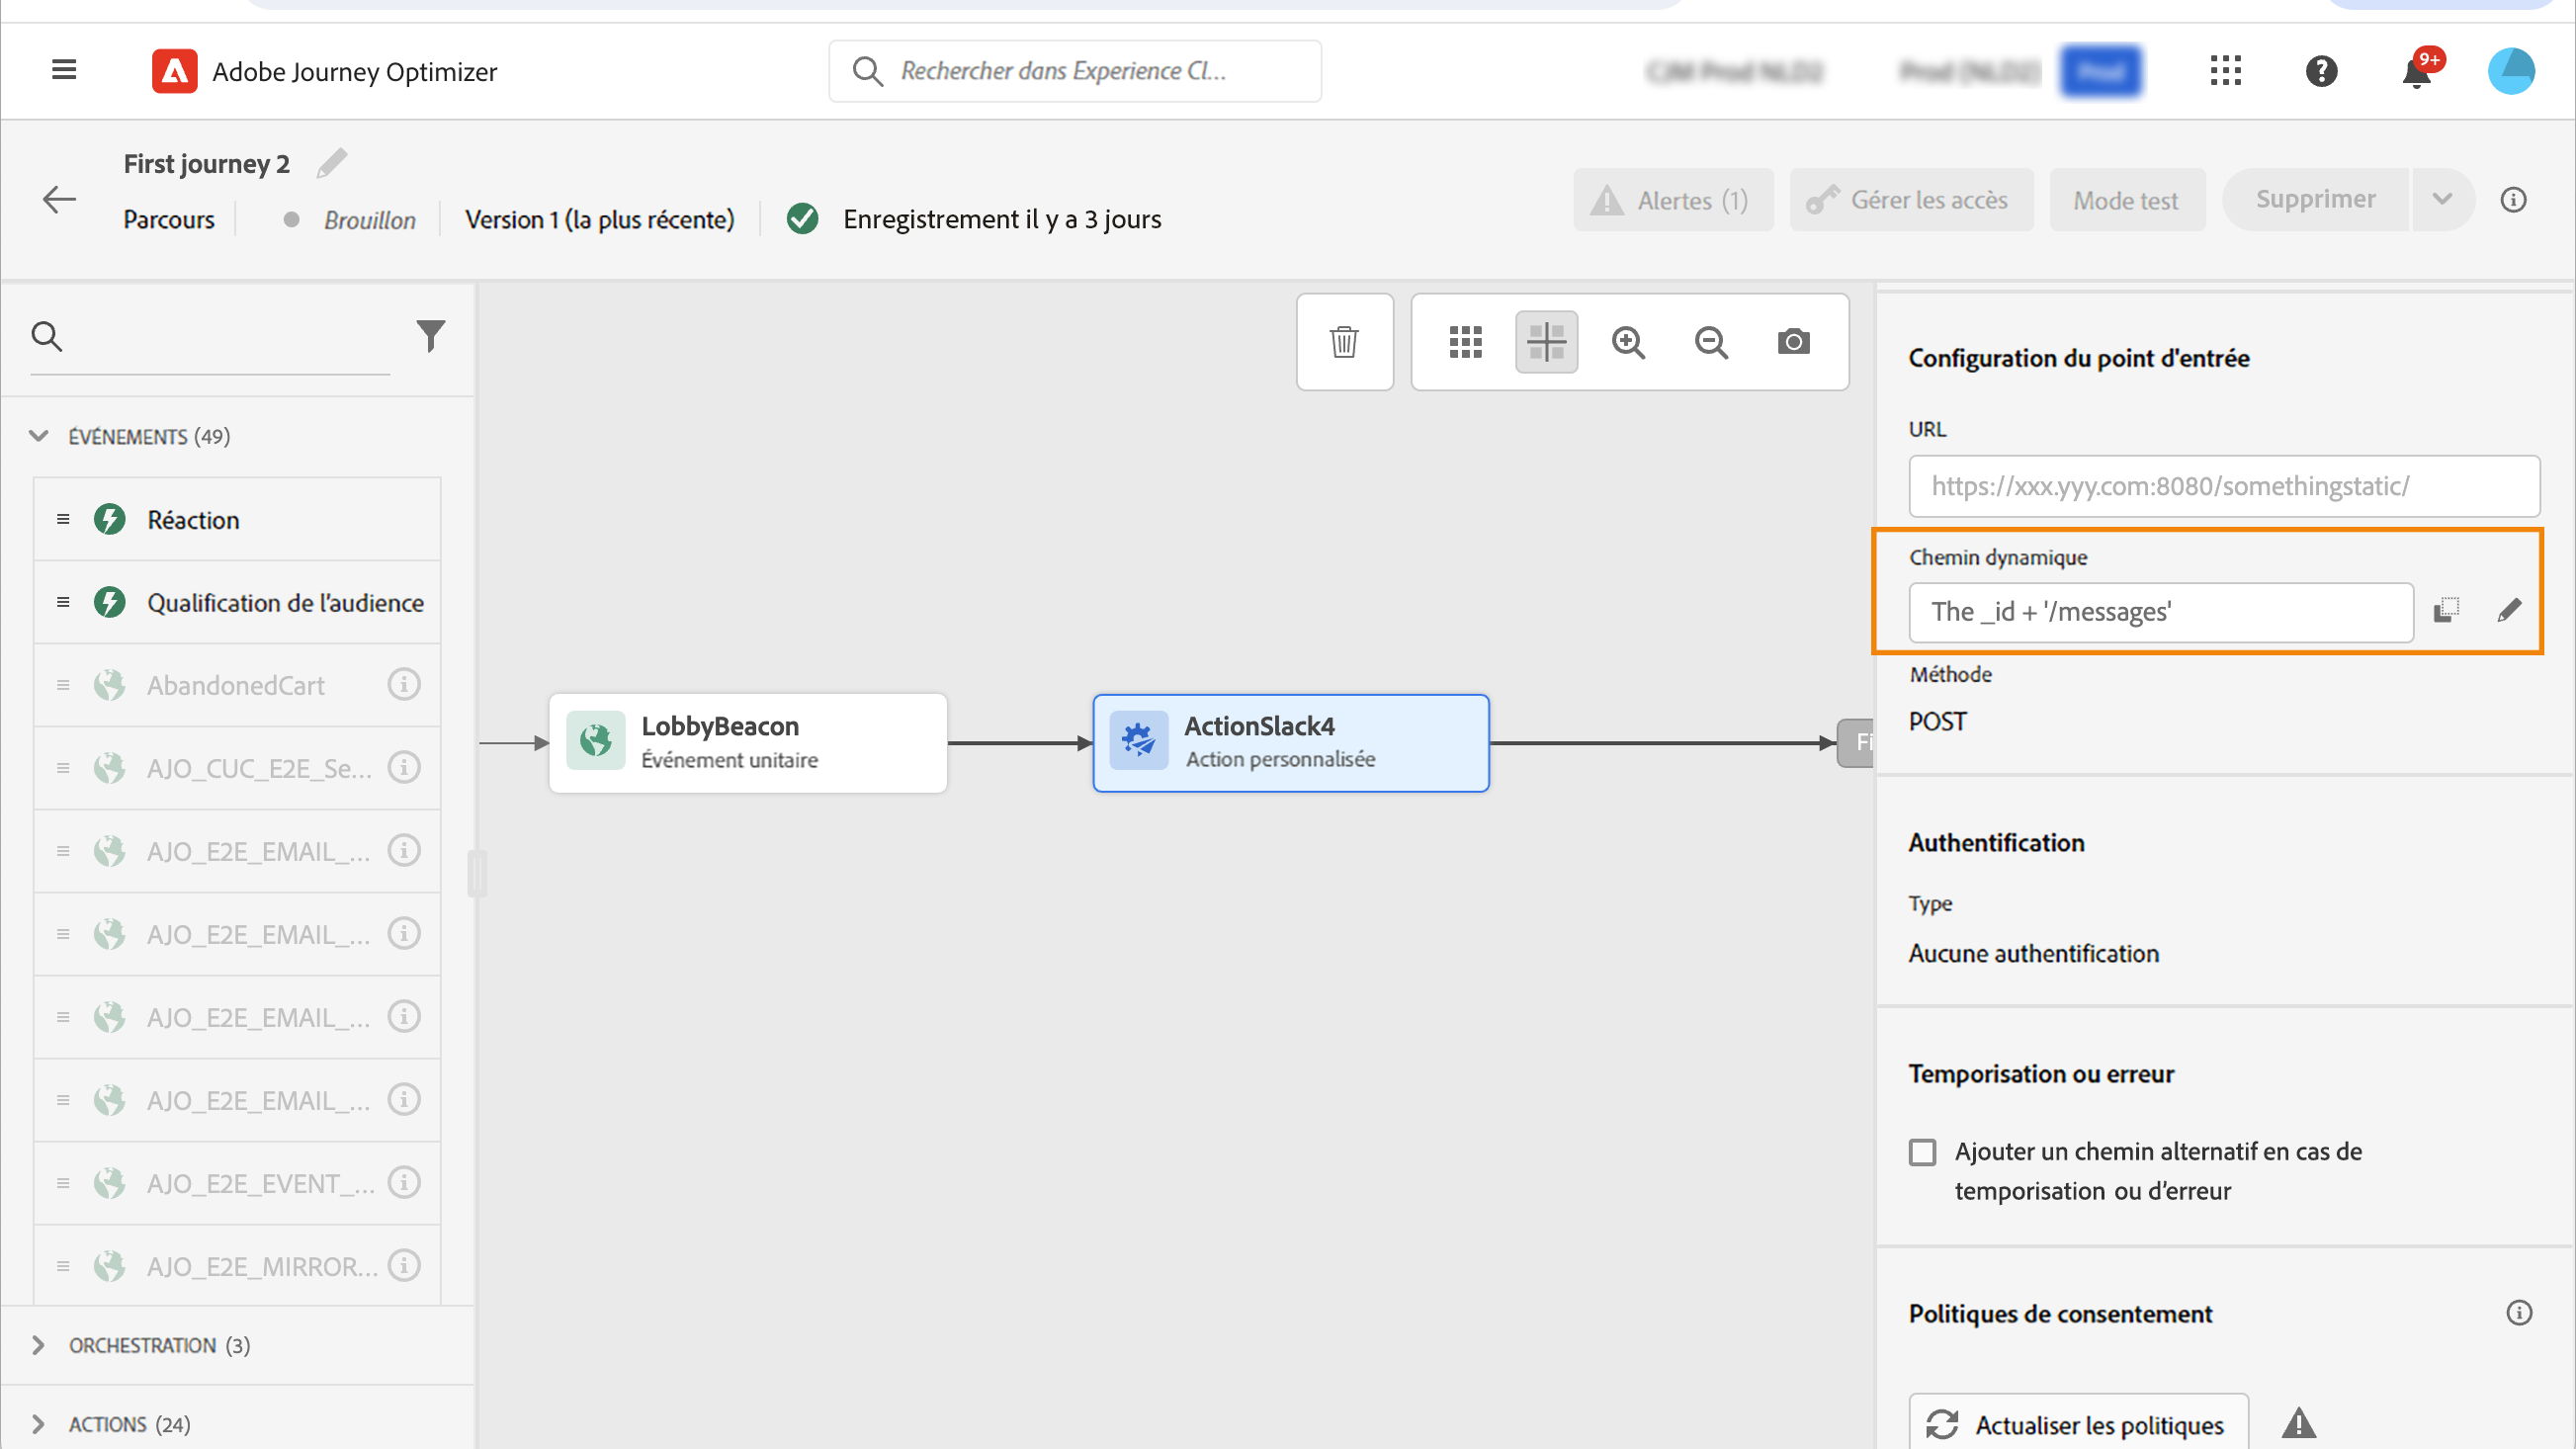 Adobe Journey Optimizer
Rechercher dans Experience Cl...
9+
First journey 2
Parcours
Brouillon
Version 1 (la plus récente)
Enregistrement il y a 3 jours
Alertes (1)
Gérer les accès
Mode test
Supprimer
ÉVÉNEMENTS (49)
Réaction
Qualification de l'audience
AbandonedCart
AJO_CUC_E2E_Se...
AJO_E2E_EMAIL_...
AJO_E2E_EMAIL_...
AJO_E2E_EMAIL_...
AJO_E2E_EMAIL_...
AJO_E2E_EVENT_...
AJO_E2E_MIRROR...
ORCHESTRATION (3)
ACTIONS (24)
LobbyBeacon
Événement unitaire
ActionSlack4
Action personnalisée
Fi
Configuration du point d'entrée
URL
https://xxx.yyy.com:8080/somethingstatic/
Chemin dynamique
The _id + '/messages'
Méthode
POST
Authentification
Type
Aucune authentification
Temporisation ou erreur
Ajouter un chemin alternatif en cas de
temporisation ou d'erreur
Politiques de consentement
Actualiser les politiques